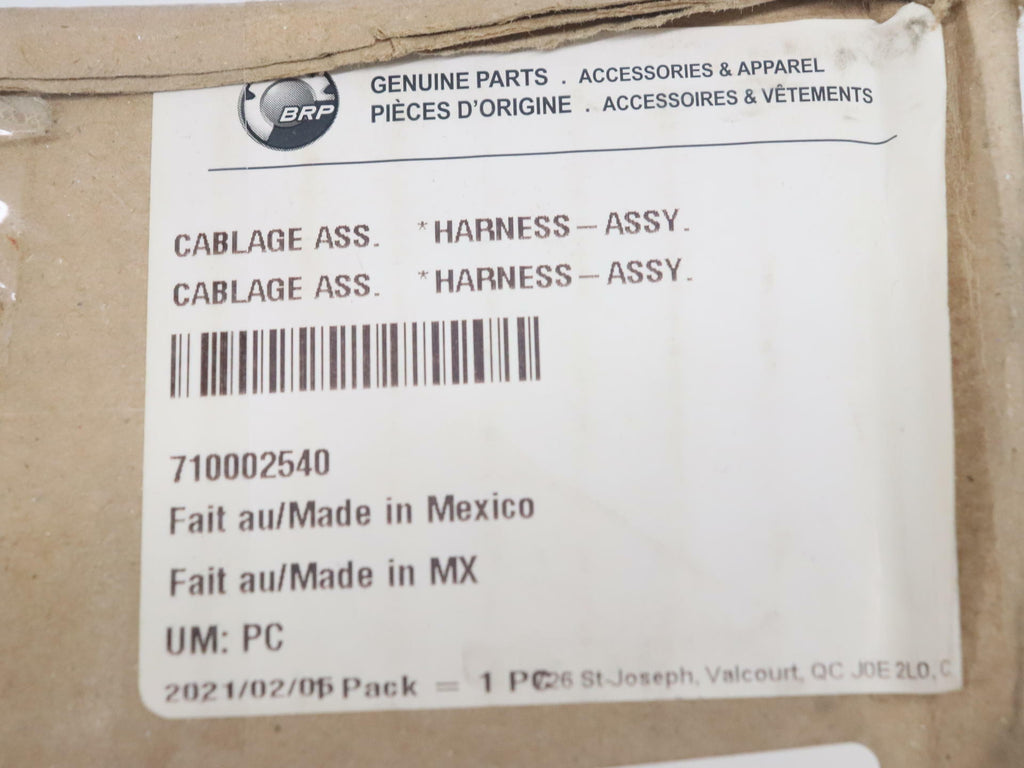 BRP
GENUINE PARTS . ACCESSORIES & APPAREL
PIÈCES D'ORIGINE . ACCESSOIRES & VÊTEMENTS
CABLAGE ASS. *HARNESS-ASSY.
CABLAGE ASS. *HARNESS-ASSY.
710002540
Fait au/Made in Mexico
Fait au/Made in MX
UM: PC
Pack = 1 PC St-Joseph, Valcourt, QC J0E 2L0, C